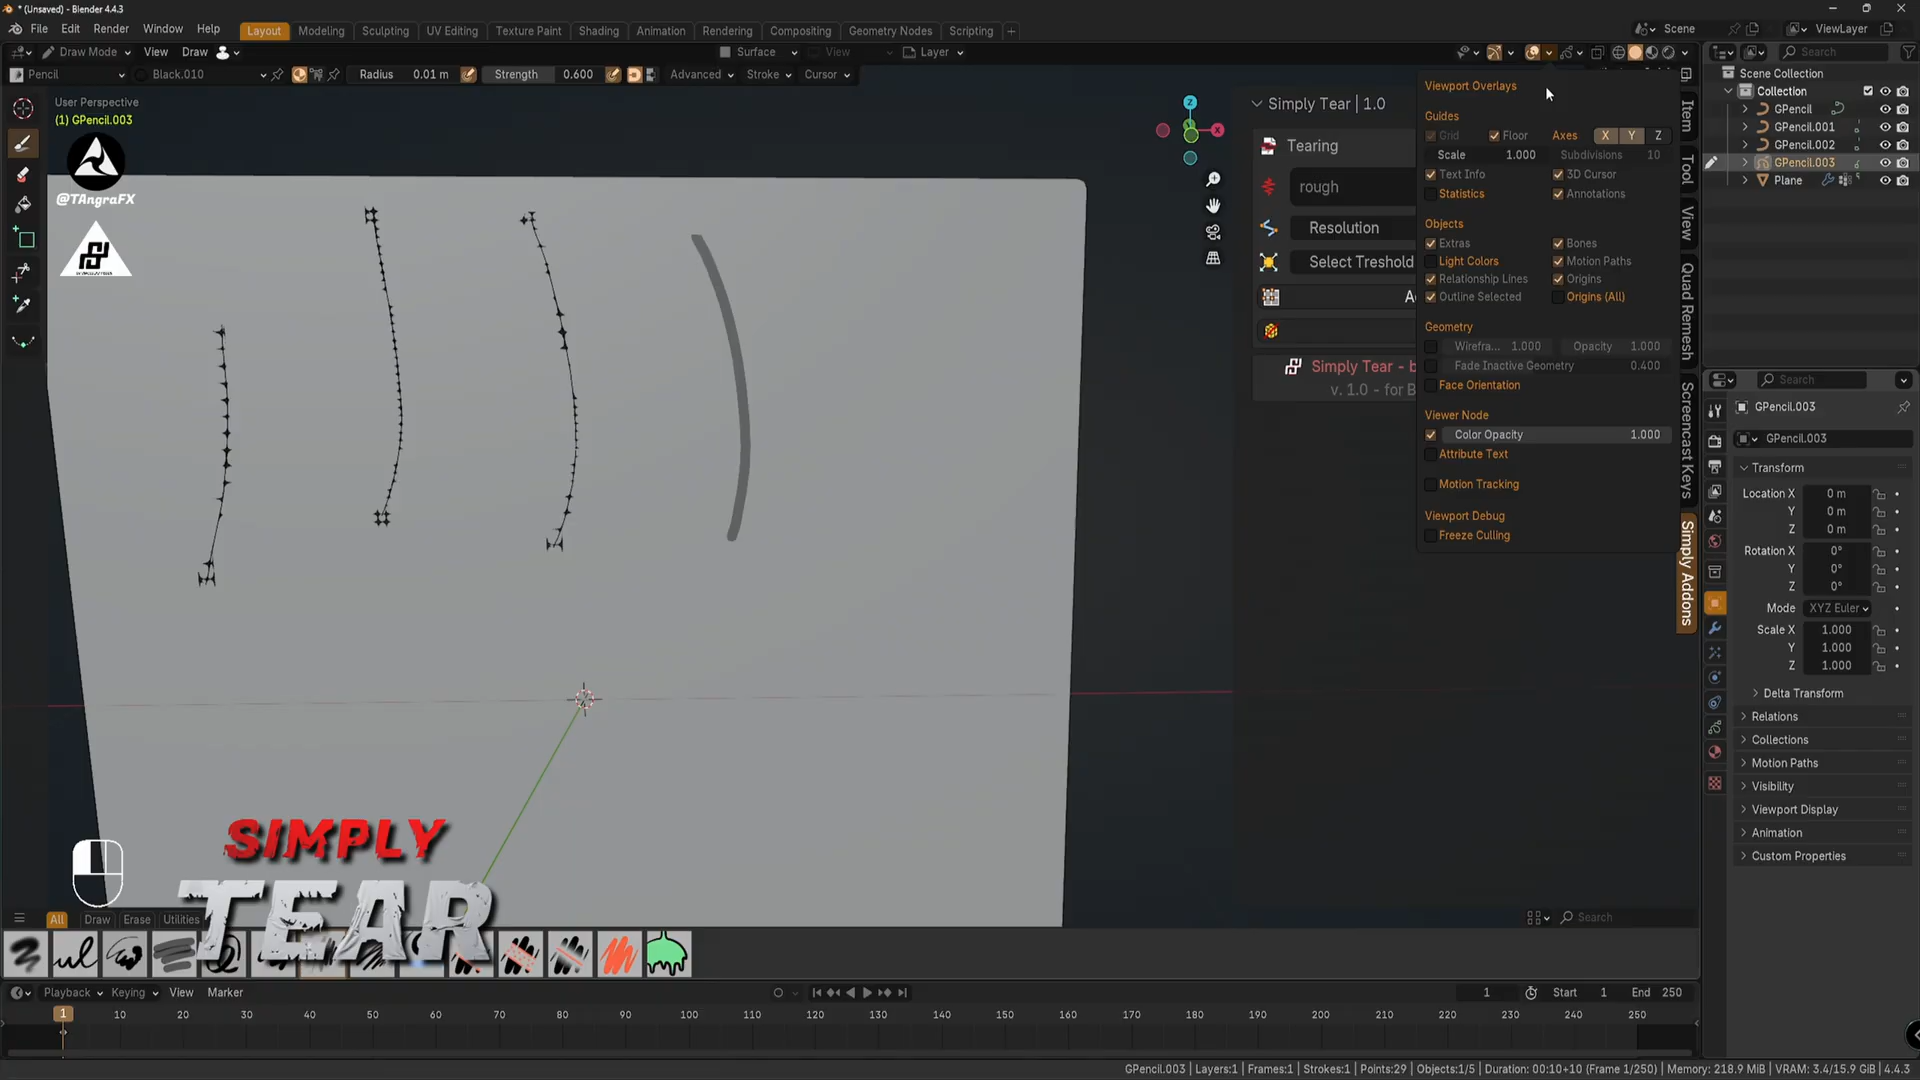 * (Unsaved) - Blender 4.4.3
File Edit Render Window Help
Layout Modeling Sculpting UV Editing Texture Paint Shading Animation Rendering Compositing Geometry Nodes Scripting +
Scene
ViewLayer
Draw Mode View Draw
Surface View Layer
Search
Pencil Black.010 Radius 0.01 m Strength 0.600 Advanced Stroke Cursor
User Perspective
(1) GPencil.003
@TAngraFX
Z
X
Simply Tear | 1.0
Tearing
rough
Resolution
Select Treshold
Simply Tear - b
v. 1.0 - for B
Viewport Overlays
Guides
Grid Floor Axes X Y Z
Scale 1.000 Subdivisions 10
Text Info 3D Cursor
Statistics Annotations
Objects
Extras Bones
Light Colors Motion Paths
Relationship Lines Origins
Outline Selected Origins (All)
Geometry
Wirefra... 1.000 Opacity 1.000
Fade Inactive Geometry 0.400
Face Orientation
Viewer Node
Color Opacity 1.000
Attribute Text
Motion Tracking
Viewport Debug
Freeze Culling
Item
Tool
View
Quad Remesh
Screencast Keys
Simply Addons
Scene Collection
Collection
GPencil
GPencil.001
GPencil.002
GPencil.003
Plane
Search
GPencil.003
GPencil.003
Transform
Location X 0 m
Y 0 m
Z 0 m
Rotation X 0°
Y 0°
Z 0°
Mode XYZ Euler
Scale X 1.000
Y 1.000
Z 1.000
Delta Transform
Relations
Collections
Motion Paths
Visibility
Viewport Display
Animation
Custom Properties
SIMPLY
TEAR
All Draw Erase Utilities
Search
Playback Keying View Marker
1 Start 1 End 250
1 10 20 30 40 50 60 70 80 90 100 110 120 130 140 150 160 170 180 190 200 210 220 230 240 250
GPencil.003 | Layers:1 | Frames:1 | Strokes:1 | Points:29 | Objects:1/5 | Duration: 00:10+10 (Frame 1/250) | Memory: 218.9 MiB | VRAM: 3.4/15.9 GiB | 4.4.3